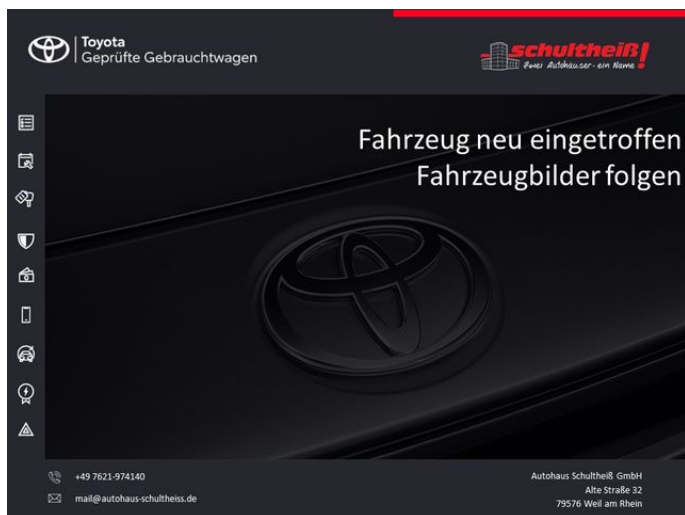 Toyota
Geprüfte Gebrauchtwagen
schultheiß!
Zwei Autohäuser - ein Name
Fahrzeug neu eingetroffen
Fahrzeugbilder folgen
+49 7621-974140
mail@autohaus-schultheiss.de
Autohaus Schultheiß GmbH
Alte Straße 32
79576 Weil am Rhein